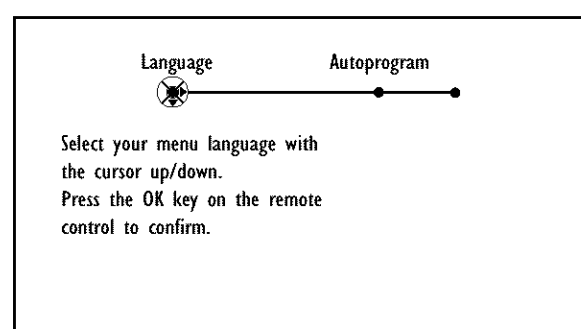 Language Autoprogram
Select your menu language with
the cursor up/down.
Press the OK key on the remote
control to confirm.